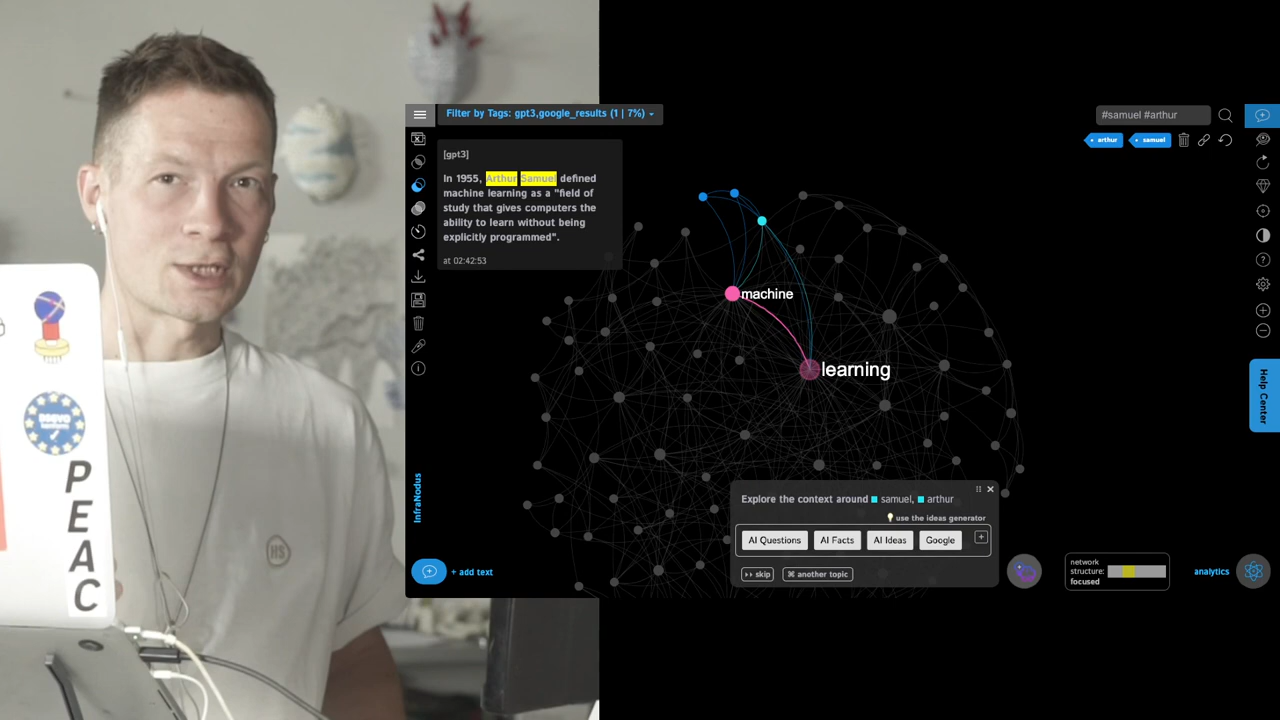 Filter by Tags: gpt3,google_results (1 | 7%)
#samuel #arthur
arthur
samuel
[gpt3]
In 1955, Arthur Samuel defined
machine learning as a "field of
study that gives computers the
ability to learn without being
explicitly programmed".
at 02:42:53
machine
learning
Help Center
InfraNodus
Explore the context around samuel, arthur
use the ideas generator
AI Questions
AI Facts
AI Ideas
Google
+
skip
⌘ another topic
+ add text
network
structure:
focused
analytics
PEAC
HS